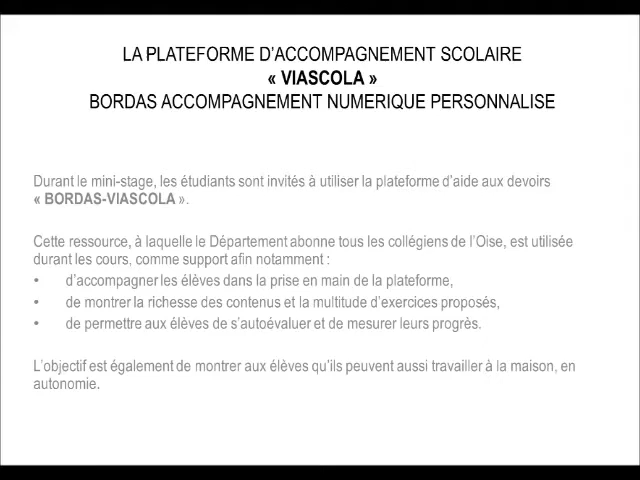 LA PLATEFORME D'ACCOMPAGNEMENT SCOLAIRE
« VIASCOLA »
BORDAS ACCOMPAGNEMENT NUMERIQUE PERSONNALISE
Durant le mini-stage, les étudiants sont invités à utiliser la plateforme d'aide aux devoirs
« BORDAS-VIASCOLA ».
Cette ressource, à laquelle le Département abonne tous les collégiens de l'Oise, est utilisée
durant les cours, comme support afin notamment :
• d'accompagner les élèves dans la prise en main de la plateforme,
• de montrer la richesse des contenus et la multitude d'exercices proposés,
• de permettre aux élèves de s'autoévaluer et de mesurer leurs progrès.
L'objectif est également de montrer aux élèves qu'ils peuvent aussi travailler à la maison, en
autonomie.